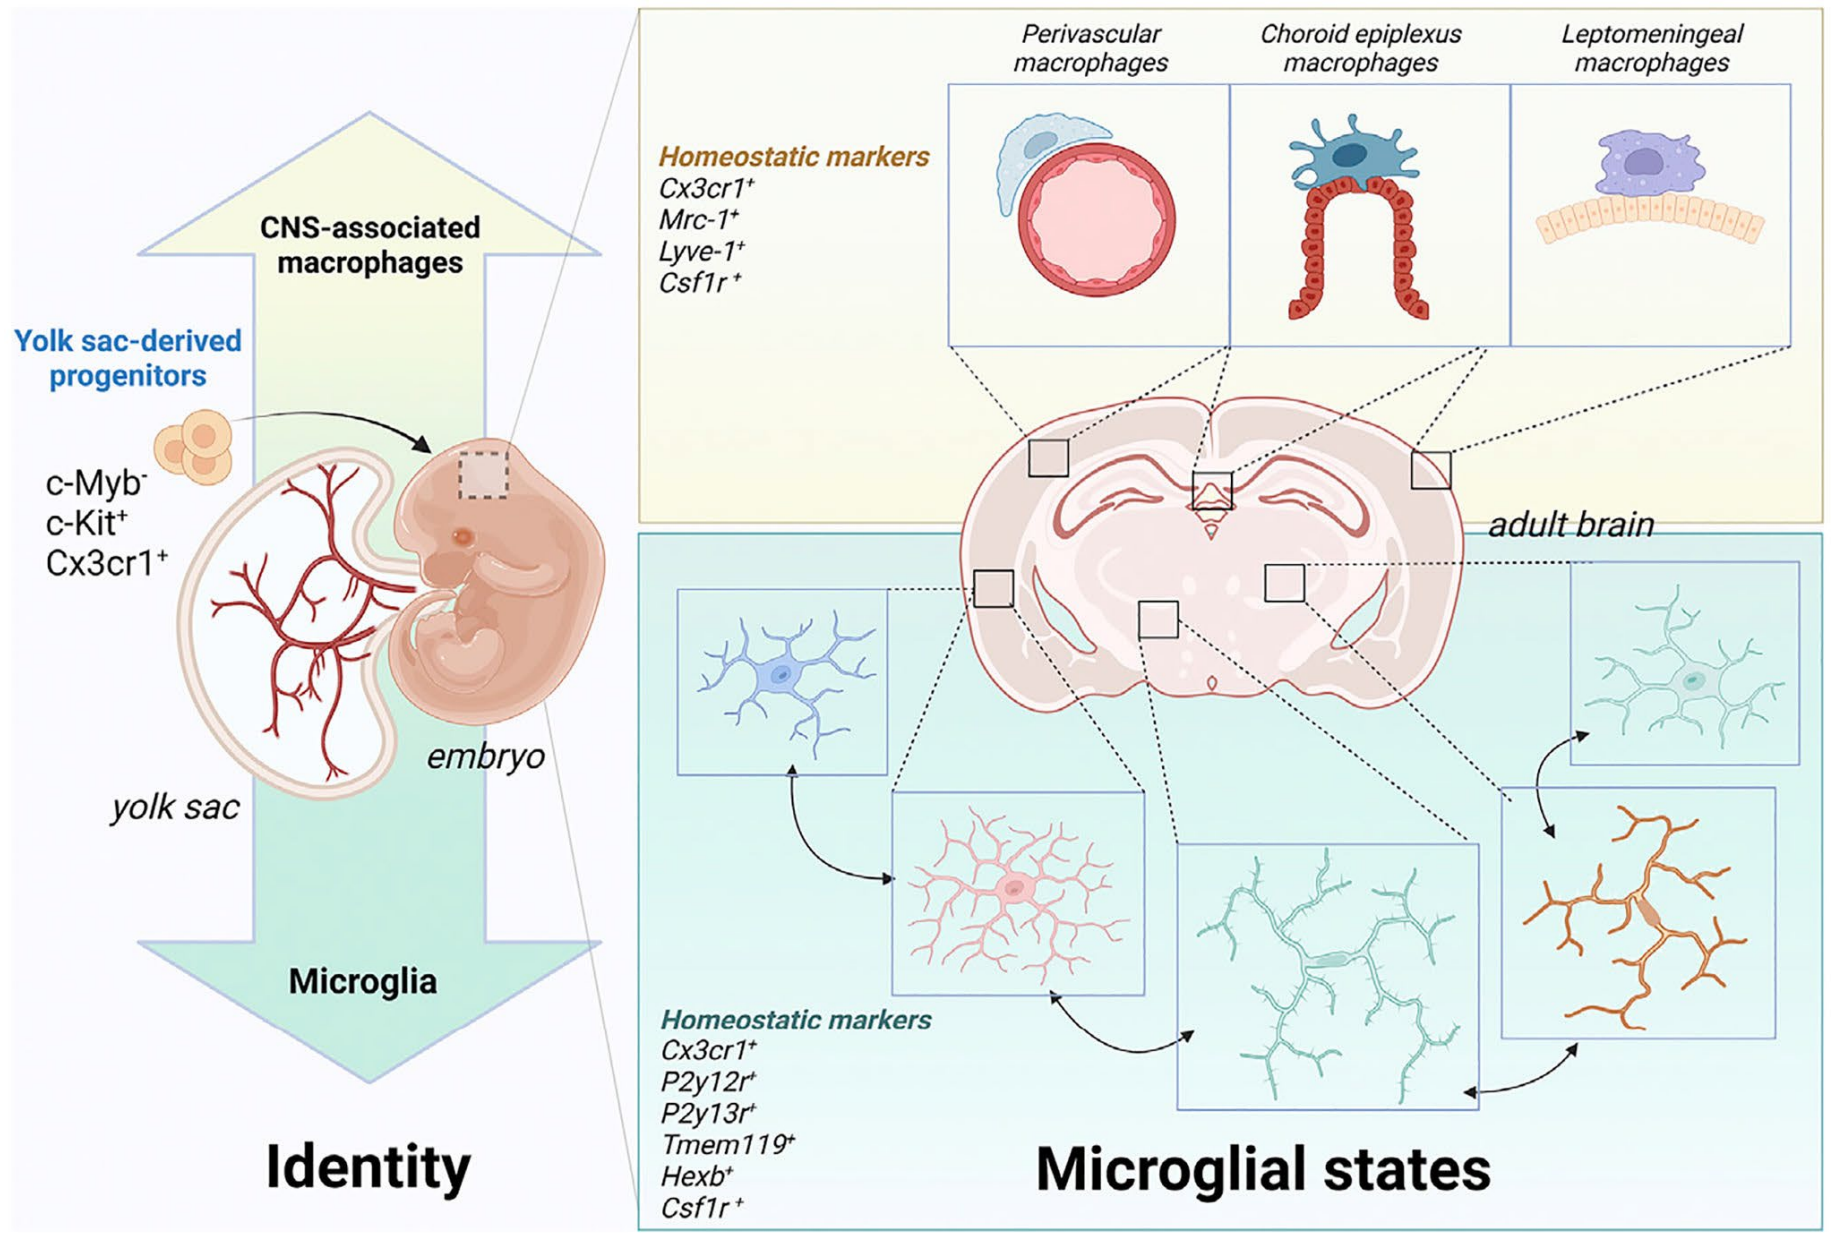 CNS-associated
macrophages
Yolk sac-derived
progenitors
c-Myb⁻
c-Kit⁺
Cx3cr1⁺
embryo
yolk sac
Microglia
Identity
Perivascular
macrophages
Choroid epiplexus
macrophages
Leptomeningeal
macrophages
Homeostatic markers
Cx3cr1⁺
Mrc-1⁺
Lyve-1⁺
Csf1r ⁺
adult brain
Homeostatic markers
Cx3cr1⁺
P2y12r⁺
P2y13r⁺
Tmem119⁺
Hexb⁺
Csf1r ⁺
Microglial states